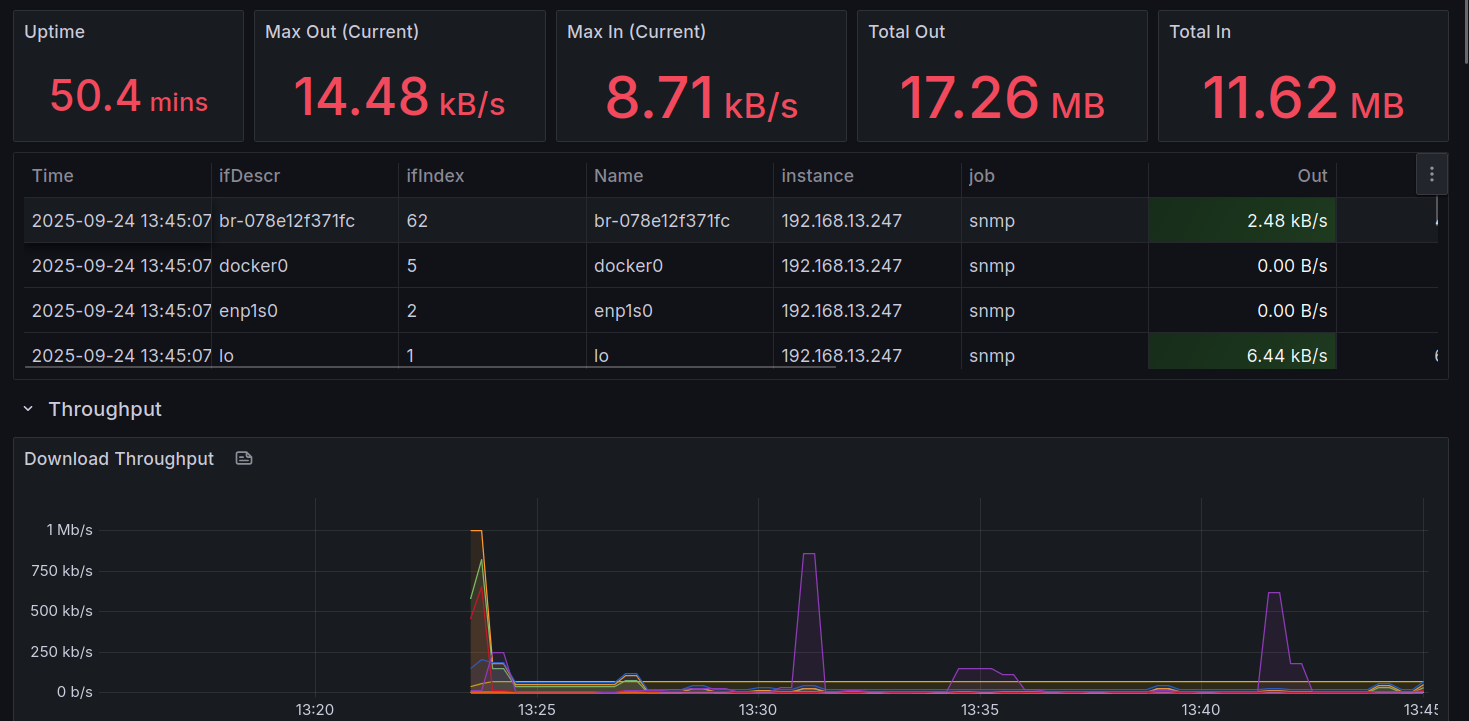 Uptime Max Out (Current) Max In (Current) Total Out Total In
50.4 mins 14.48 kB/s 8.71 kB/s 17.26 MB 11.62 MB
Time ifDescr ifIndex Name instance job Out
2025-09-24 13:45:07 br-078e12f371fc 62 br-078e12f371fc 192.168.13.247 snmp 2.48 kB/s
2025-09-24 13:45:07 docker0 5 docker0 192.168.13.247 snmp 0.00 B/s
2025-09-24 13:45:07 enp1s0 2 enp1s0 192.168.13.247 snmp 0.00 B/s
2025-09-24 13:45:07 lo 1 lo 192.168.13.247 snmp 6.44 kB/s
Throughput
Download Throughput
1 Mb/s
750 kb/s
500 kb/s
250 kb/s
0 b/s
13:20 13:25 13:30 13:35 13:40 13:45